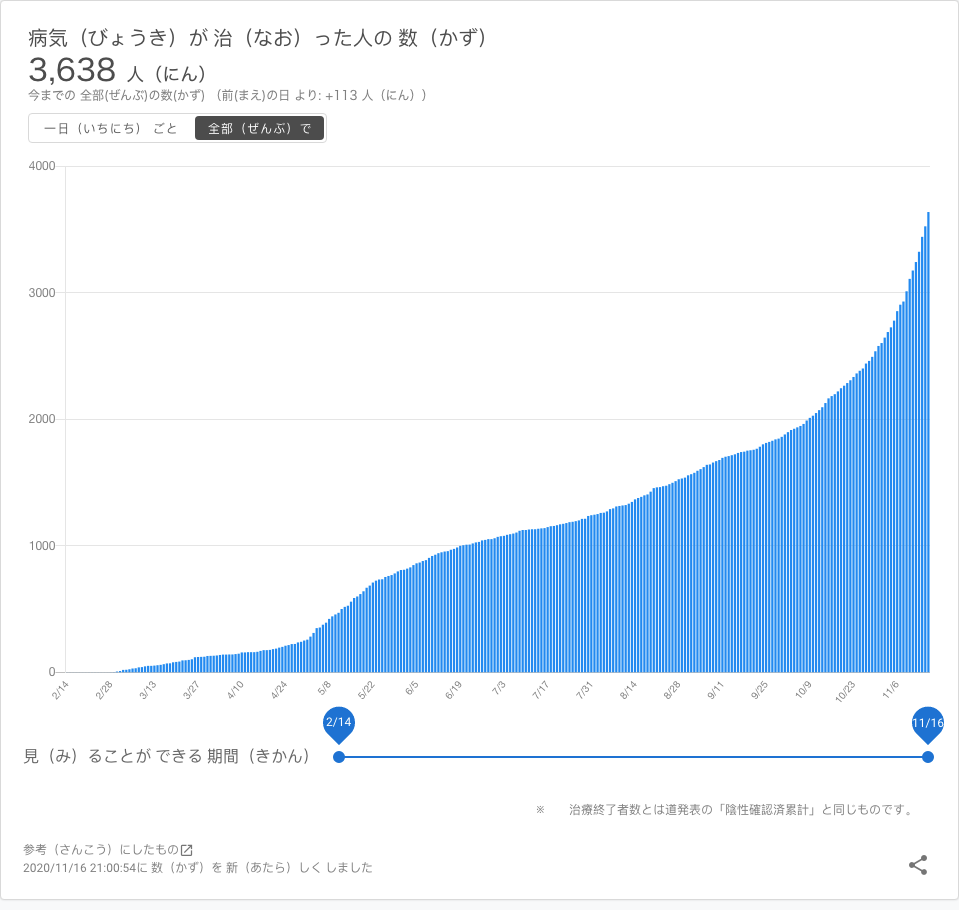 病気（びょうき）が 治（なお）った人の 数（かず）
3,638 人（にん）
今までの 全部(ぜんぶ)の数(かず) （前(まえ)の日 より: +113 人（にん））
一日（いちにち） ごと 全部（ぜんぶ）で
4000
3000
2000
1000
0
2/14 2/28 3/13 3/27 4/10 4/24 5/8 5/22 6/5 6/19 7/3 7/17 7/31 8/14 8/28 9/11 9/25 10/9 10/23 11/6
2/14 11/16
見（み）ることが できる 期間（きかん）
※ 治療終了者数とは道発表の「陰性確認済累計」と同じものです。
参考（さんこう）にしたもの
2020/11/16 21:00:54に 数（かず）を 新（あたら）しく しました